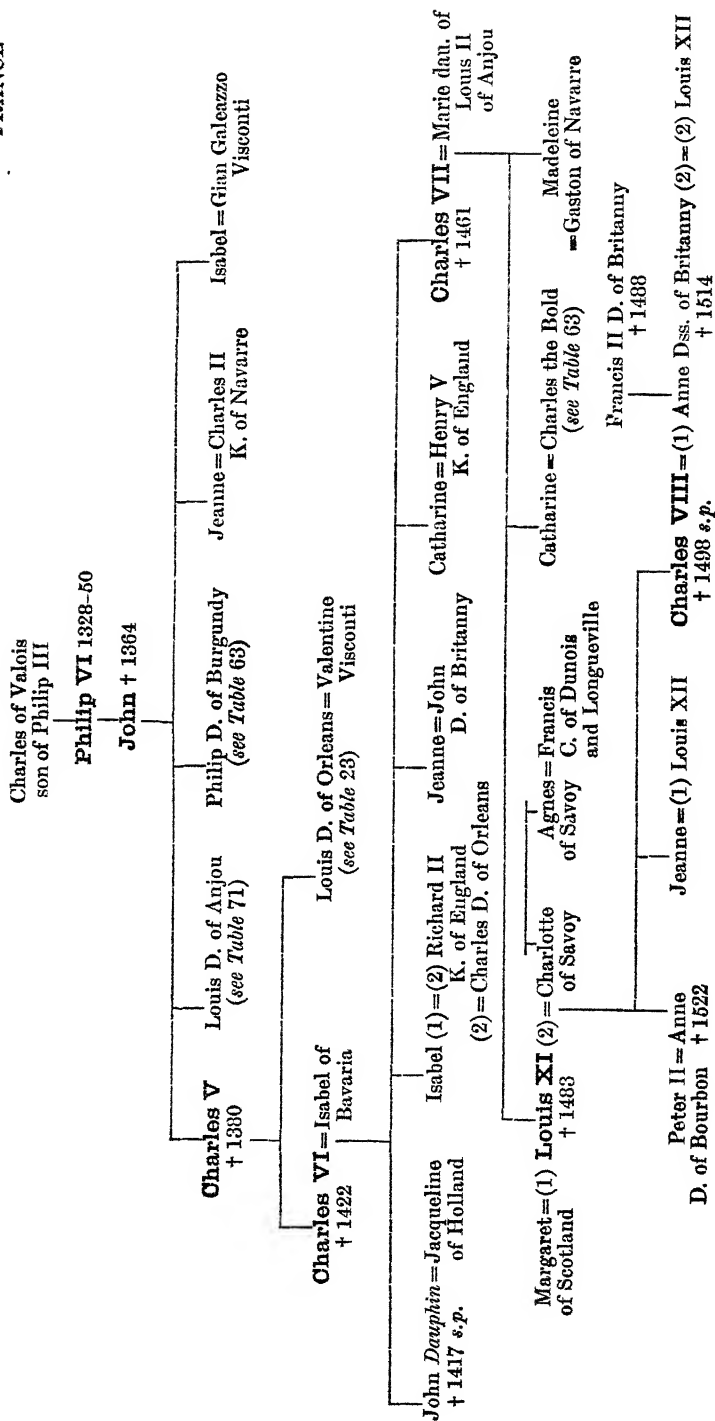 Charles of Valois
son of Philip III
Philip VI 1328-50
John † 1364
Charles V
† 1380
Louis D. of Anjou
(see Table 71)
Philip D. of Burgundy
(see Table 63)
Jeanne=Charles II
K. of Navarre
Isabel=Gian Galeazzo
Visconti
Charles VI=Isabel of
† 1422 Bavaria
Louis D. of Orleans=Valentine
(see Table 23) Visconti
John Dauphin=Jacqueline
† 1417 s.p. of Holland
Isabel (1)=(2) Richard II
K. of England
(2)=Charles D. of Orleans
Jeanne=John
D. of Britanny
Catharine=Henry V
K. of England
Charles VII=Marie dau. of
† 1461 Louis II
of Anjou
Margaret=(1) Louis XI (2)=Charlotte
of Scotland † 1483 of Savoy
Agnes=Francis
of Savoy C. of Dunois
and Longueville
Catharine=Charles the Bold
(see Table 63)
Madeleine
=Gaston of Navarre
Francis II D. of Britanny
† 1488
Peter II=Anne
D. of Bourbon † 1522
Jeanne=(1) Louis XII
Charles VIII=(1) Anne Dss. of Britanny (2)=(2) Louis XII
† 1498 s.p. † 1514